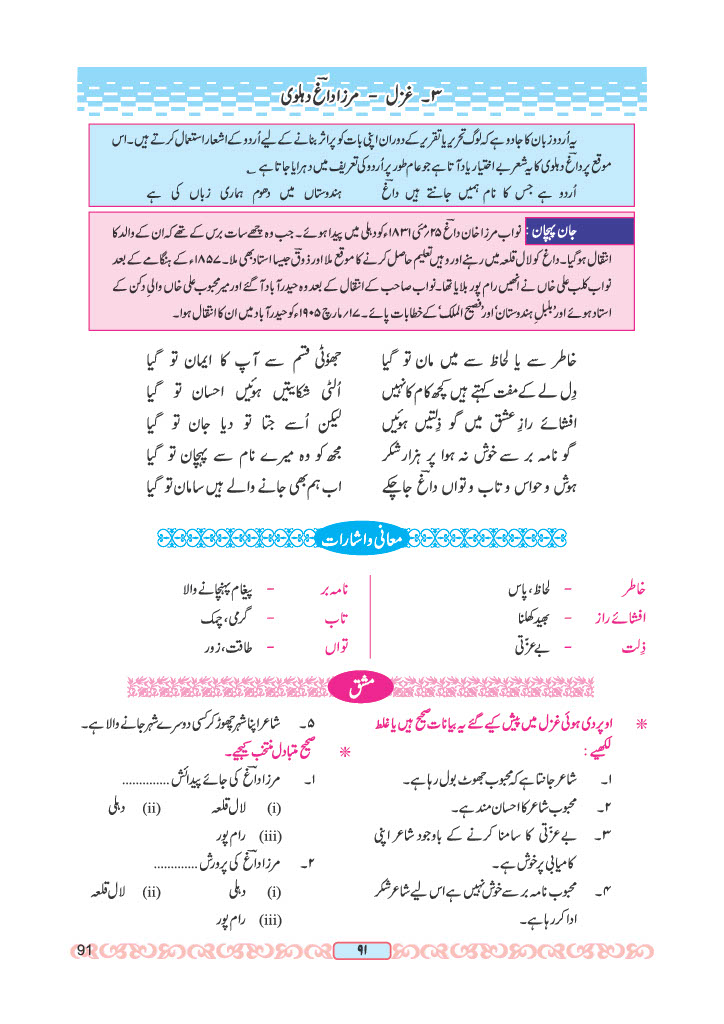 ۳۔ غزل - مرزا داغؔ دہلوی
یہ اُردو زبان کا جادو ہے کہ لوگ تحریر یا تقریر کے دوران اپنی بات کو پُر اثر بنانے کے لیے اُردو کے اشعار استعمال کرتے ہیں۔ اس
موقع پر داغؔ دہلوی کا یہ شعر بے اختیار یاد آتا ہے جو عام طور پر اُردو کی تعریف میں دہرایا جاتا ہے ؎
اُردو ہے جس کا نام ہمیں جانتے ہیں داغؔ ہندوستاں میں دھوم ہماری زباں کی ہے
جان پہچان : نواب مرزا خان داغؔ ۲۵؍مئی ۱۸۳۱ء کو دہلی میں پیدا ہوئے۔ جب وہ چھے سات برس کے تھے کہ ان کے والد کا
انتقال ہوگیا۔ داغؔ کو لال قلعہ میں رہنے اور وہیں تعلیم حاصل کرنے کا موقع ملا اور ذوقؔ جیسا استاد بھی ملا۔ ۱۸۵۷ء کے ہنگامے کے بعد
نواب کلب علی خاں نے انھیں رام پور بلا لیا تھا۔ نواب صاحب کے انتقال کے بعد وہ حیدرآباد آگئے اور میر محبوب علی خاں والیِ دکن کے
استاد ہوئے اور ’بلبلِ ہندوستان‘ اور ’فصیح الملک‘ کے خطابات پائے۔ ۱۷؍مارچ ۱۹۰۵ء کو حیدرآباد میں ان کا انتقال ہوا۔
خاطر سے یا لحاظ سے میں مان تو گیا جھوٹی قسم سے آپ کا ایمان تو گیا
دِل لے کے مفت کہتے ہیں کچھ کام کا نہیں اُلٹی شکایتیں ہوئیں احسان تو گیا
افشائے رازِ عشق میں گو ذِلتیں ہوئیں لیکن اُسے جتا تو دیا جان تو گیا
گو نامہ بر سے خوش نہ ہوا پر ہزار شکر مجھ کو وہ میرے نام سے پہچان تو گیا
ہوش و حواس و تاب و تواں داغؔ جا چکے اب ہم بھی جانے والے ہیں سامان تو گیا
معانی و اشارات
خاطر - لحاظ، پاس
افشائے راز - بھید کھلنا
ذِلت - بے عزّتی
نامہ بر - پیغام پہنچانے والا
تاب - گرمی، چمک
تواں - طاقت، زور
مشق
* اوپر دی ہوئی غزل میں پیش کیے گئے یہ بیانات صحیح ہیں یا غلط
لکھیے :
۱۔ شاعر جانتا ہے کہ محبوب جھوٹ بول رہا ہے۔
۲۔ محبوب شاعر کا احسان مند ہے۔
۳۔ بے عزّتی کا سامنا کرنے کے باوجود شاعر اپنی
کامیابی پر خوش ہے۔
۴۔ محبوب نامہ بر سے خوش نہیں ہے اس لیے شاعر شکر
ادا کر رہا ہے۔
۵۔ شاعر اپنا شہر چھوڑ کر کسی دوسرے شہر جانے والا ہے۔
* صحیح متبادل منتخب کیجیے۔
۱۔ مرزا داغؔ کی جائے پیدائش ..............
(i) لال قلعہ (ii) دہلی
(iii) رام پور
۲۔ مرزا داغؔ کی پرورش .............
(i) دہلی (ii) لال قلعہ
(iii) رام پور
۹۱
91